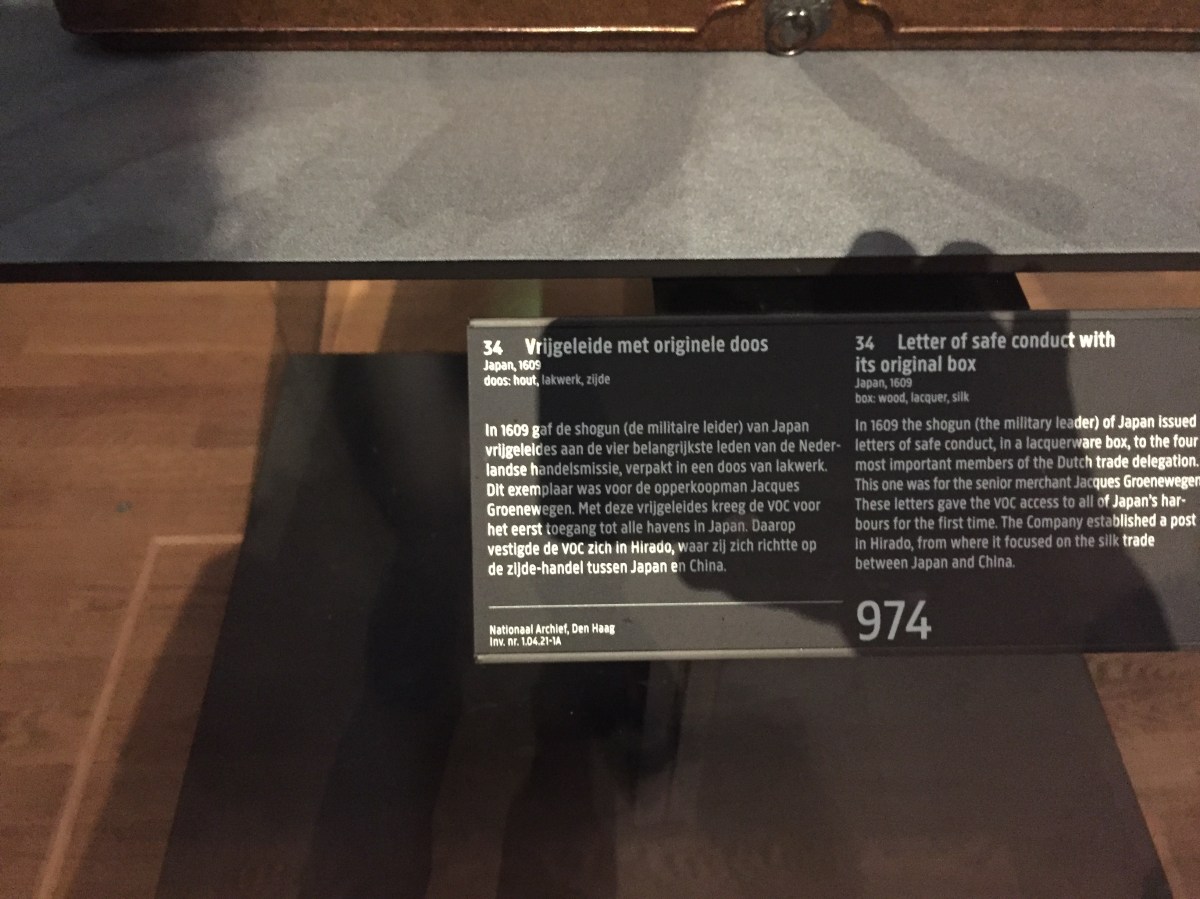 34 Vrijgeleide met originele doos
Japan, 1609
doos: hout, lakwerk, zijde
In 1609 gaf de shogun (de militaire leider) van Japan
vrijgeleides aan de vier belangrijkste leden van de Neder-
landse handelsmissie, verpakt in een doos van lakwerk.
Dit exemplaar was voor de opperkoopman Jacques
Groenewegen. Met deze vrijgeleides kreeg de VOC voor
het eerst toegang tot alle havens in Japan. Daarop
vestigde de VOC zich in Hirado, waar zij zich richtte op
de zijde-handel tussen Japan en China.
Nationaal Archief, Den Haag
Inv. nr. 1.04.21-1A
34 Letter of safe conduct with
its original box
Japan, 1609
box: wood, lacquer, silk
In 1609 the shogun (the military leader) of Japan issued
letters of safe conduct, in a lacquerware box, to the four
most important members of the Dutch trade delegation.
This one was for the senior merchant Jacques Groenewegen
These letters gave the VOC access to all of Japan's har-
bours for the first time. The Company established a post
in Hirado, from where it focused on the silk trade
between Japan and China.
974